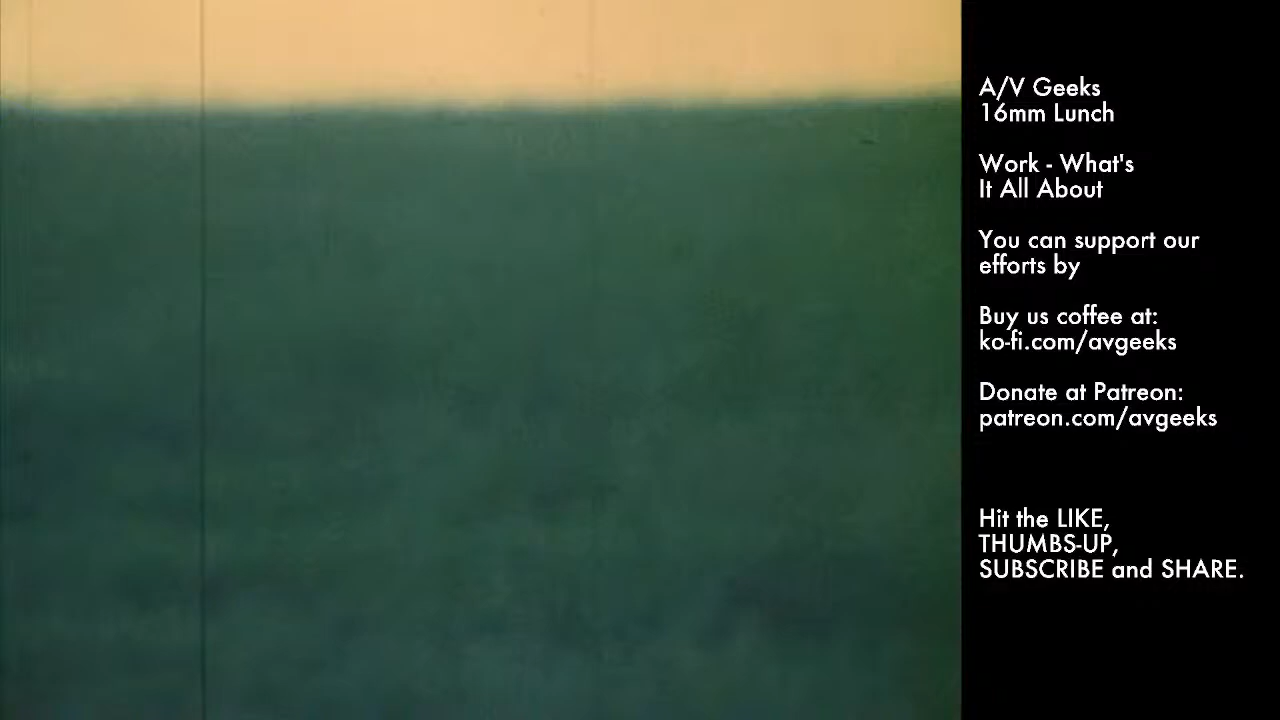 A/V Geeks
16mm Lunch
Work - What's
It All About
You can support our
efforts by
Buy us coffee at:
ko-fi.com/avgeeks
Donate at Patreon:
patreon.com/avgeeks
Hit the LIKE,
THUMBS-UP,
SUBSCRIBE and SHARE.